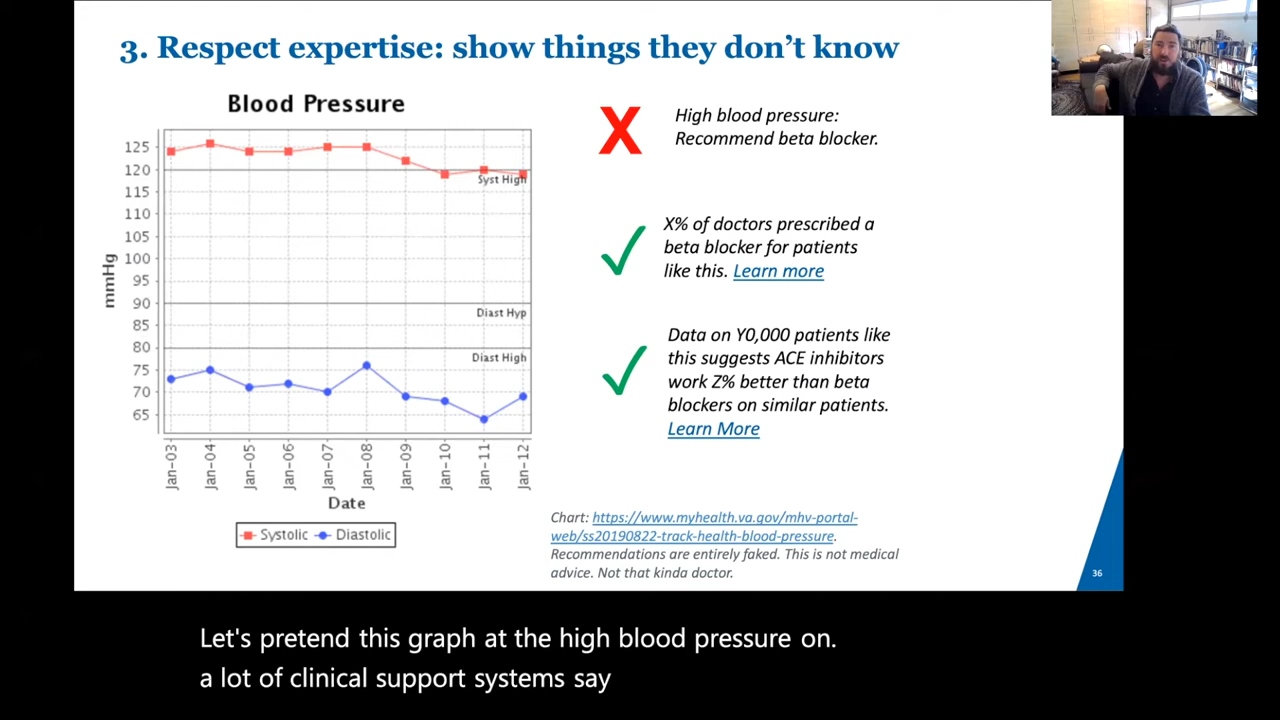 3. Respect expertise: show things they don't know
Blood Pressure
125
120
115
110
105
100
95
90
85
80
75
70
65
mmHg
Syst High
Diast Hyp
Diast High
Jan-03
Jan-04
Jan-05
Jan-06
Jan-07
Jan-08
Jan-09
Jan-10
Jan-11
Jan-12
Date
Systolic Diastolic
X
High blood pressure:
Recommend beta blocker.
X% of doctors prescribed a
beta blocker for patients
like this. Learn more
Data on Y0,000 patients like
this suggests ACE inhibitors
work Z% better than beta
blockers on similar patients.
Learn More
Chart: https://www.myhealth.va.gov/mhv-portal-
web/ss20190822-track-health-blood-pressure.
Recommendations are entirely faked. This is not medical
advice. Not that kinda doctor.
36
Let's pretend this graph at the high blood pressure on.
a lot of clinical support systems say